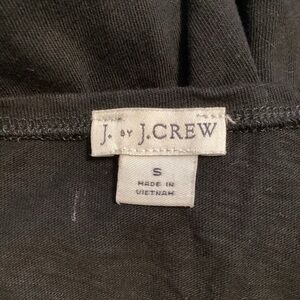 J. BY J.CREW
S
MADE IN
VIETNAM